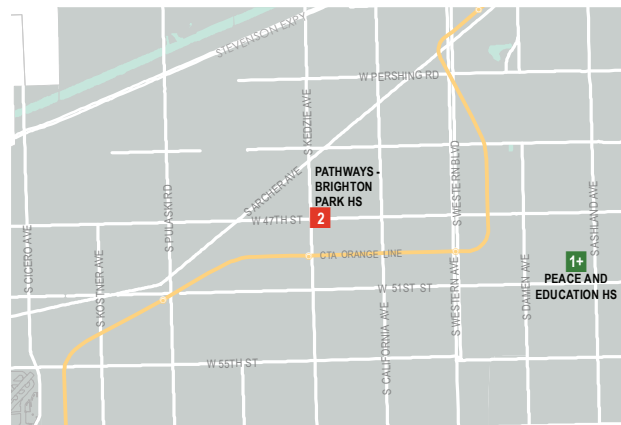 STEVENSON EXPY
W PERSHING RD
S KEDZIE AVE
S ARCHER AVE
PATHWAYS -
BRIGHTON
PARK HS
2
W 47TH ST
S WESTERN BLVD
S PULASKI RD
S ASHLAND AVE
S CICERO AVE
S KOSTNER AVE
CTA ORANGE LINE
1+
PEACE AND
EDUCATION HS
S DAMEN AVE
S WESTERN AVE
W 51ST ST
S CALIFORNIA AVE
W 55TH ST